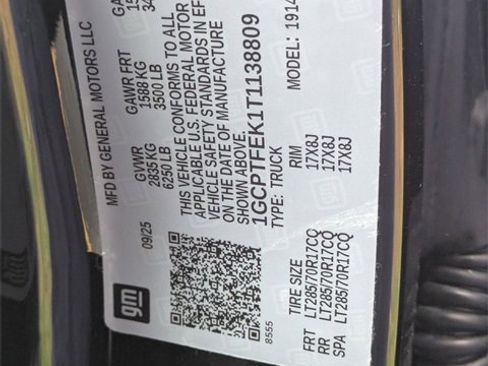 MFD BY GENERAL MOTORS LLC
09/25
GVWR
2835 KG
6250 LB
GAWR FRT
1588 KG
3500 LB
THIS VEHICLE CONFORMS TO ALL
APPLICABLE U.S. FEDERAL MOTOR
VEHICLE SAFETY STANDARDS IN EF
ON THE DATE OF MANUFACTURE
SHOWN ABOVE.
1GCPTFEK1T1138809
TYPE: TRUCK
MODEL: 1914
gm
8555
TIRE SIZE
RIM
FRT LT285/70R17CQ 17X8J
RR LT285/70R17CQ 17X8J
SPA LT285/70R17CQ 17X8J